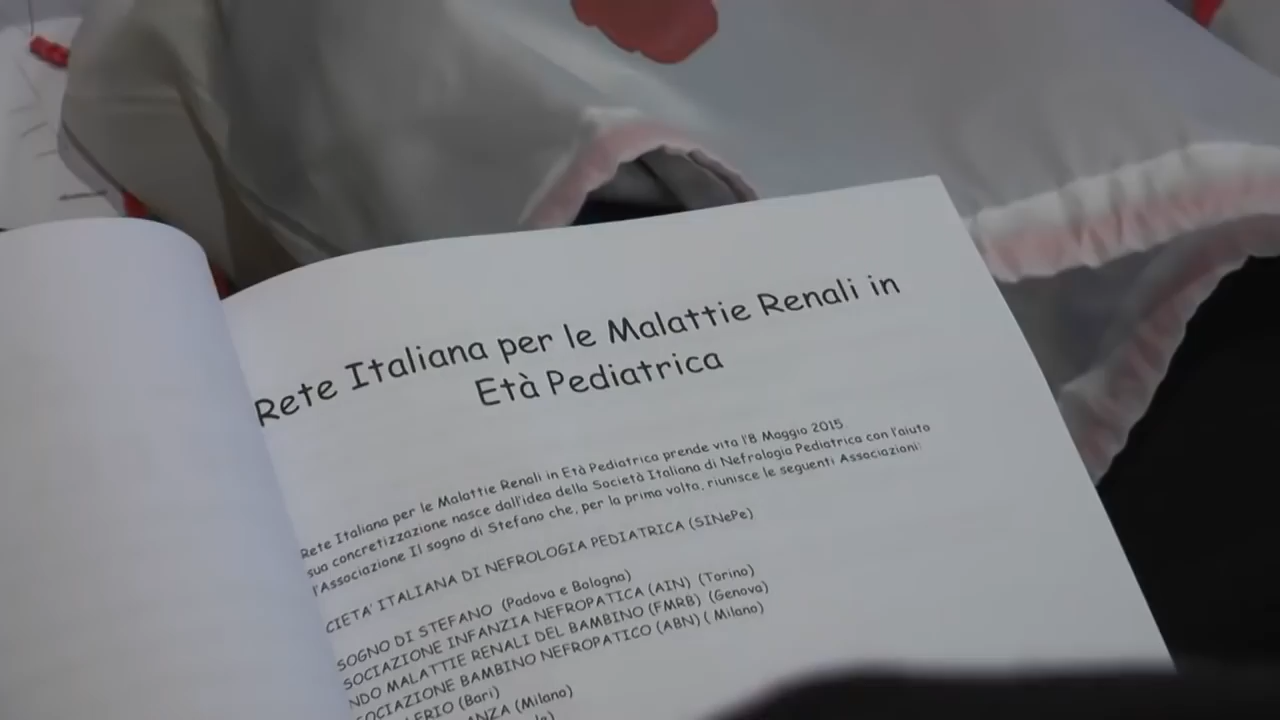 Rete Italiana per le Malattie Renali in
Età Pediatrica
Rete Italiana per le Malattie Renali in Età Pediatrica prende vita l'8 Maggio 2015
sua concretizzazione nasce dall'idea della Società Italiana di Nefrologia Pediatrica con l'aiuto
l'Associazione Il sogno di Stefano che, per la prima volta, riunisce le seguenti Associazioni:
CIETA' ITALIANA DI NEFROLOGIA PEDIATRICA (SINePe)
SOGNO DI STEFANO (Padova e Bologna)
SOCIAZIONE INFANZIA NEFROPATICA (AIN) (Torino)
NDO MALATTIE RENALI DEL BAMBINO (FMRB) (Genova)
SOCIAZIONE BAMBINO NEFROPATICO (ABN) ( Milano)
LERIO (Bari)
NZA (Milano)